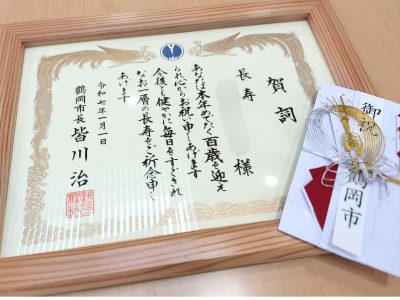 賀詞
長寿 様
あなたは本年めでたく百歳を迎え
られ心からお祝い申しあげます
今後とも健やかに毎日をすごされ
なお一層の長寿をご祈念申し
あげます
令和七年一月一日
鶴岡市長 皆川 治
御祝
鶴岡市